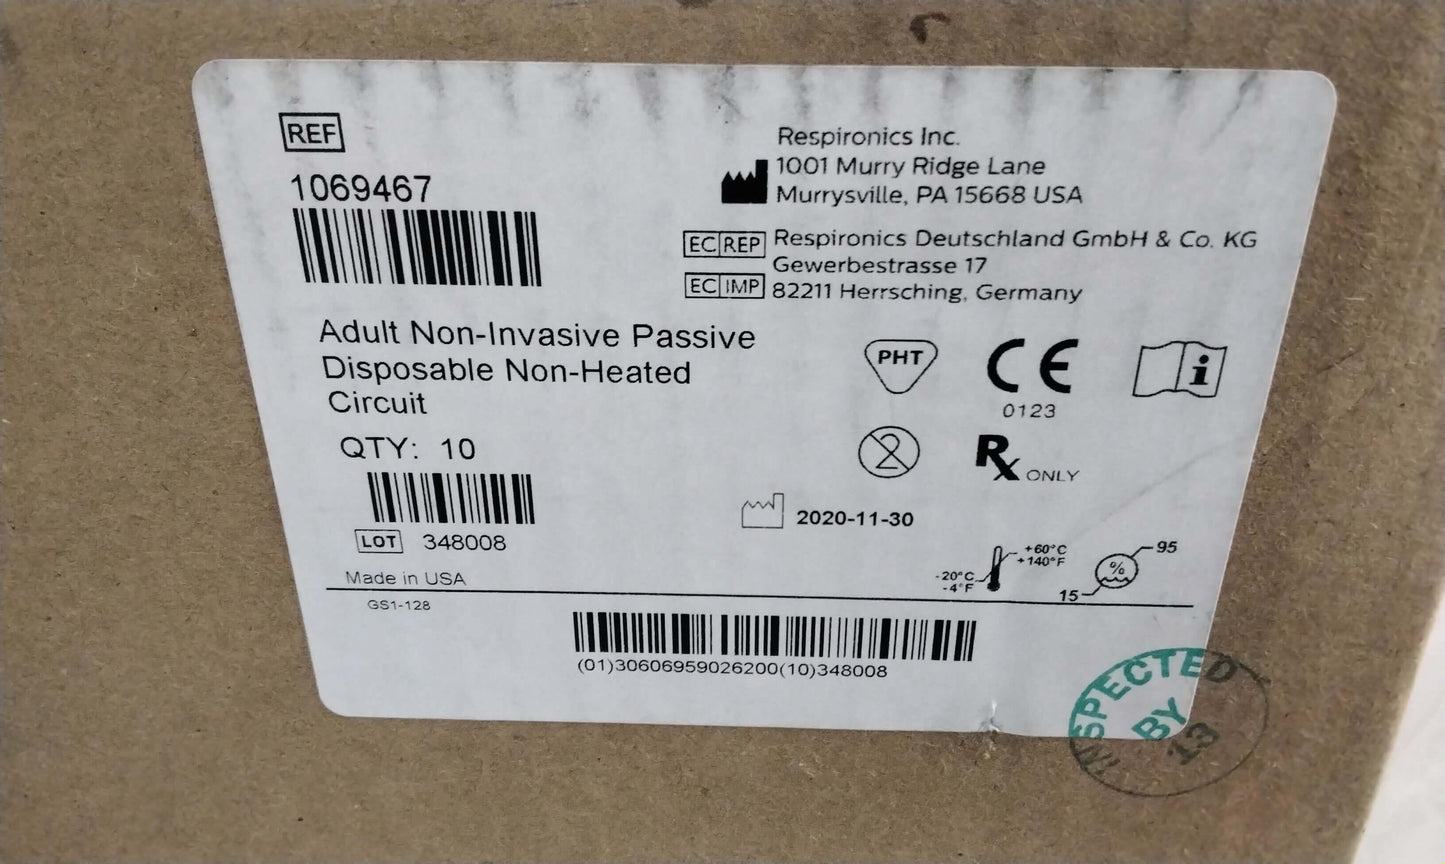 REF
1069467
Respironics Inc.
1001 Murry Ridge Lane
Murrysville, PA 15668 USA
EC REP
Respironics Deutschland GmbH & Co. KG
Gewerbestrasse 17
EC IMP
82211 Herrsching, Germany
Adult Non-Invasive Passive
Disposable Non-Heated
Circuit
QTY: 10
PHT
CE
0123
i
2
Rx ONLY
2020-11-30
LOT 348008
+60°C
+140°F
-20°C
-4°F
95
%
15
Made in USA
GS1-128
(01)30606959026200(10)348008
INSPECTED
BY
13